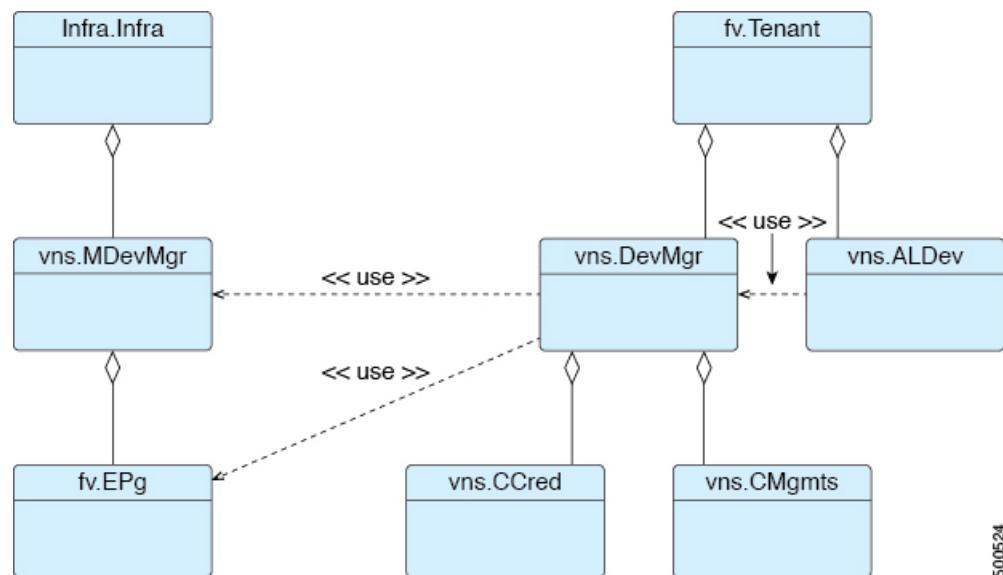 Infra.Infra
fv.Tenant
<< use >>
vns.MDevMgr
vns.DevMgr
vns.ALDev
<< use >>
<< use >>
fv.EPg
vns.CCred
vns.CMgmts
500524